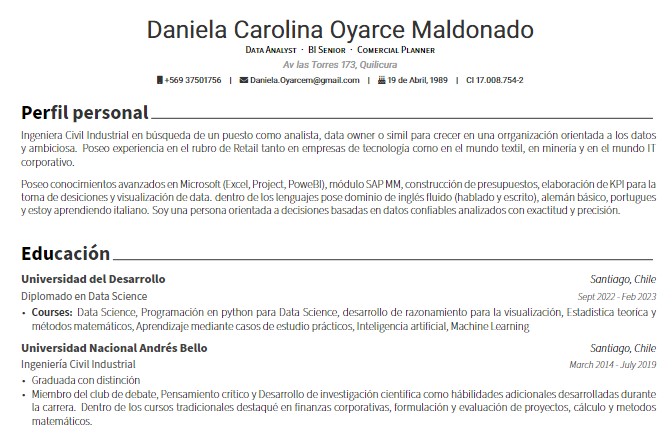 Daniela Carolina Oyarce Maldonado
Data Analyst · BI Senior · Comercial Planner
Av las Torres 173, Quilicura
+569 37501756 | Daniela.Oyarcem@gmail.com | 19 de Abril, 1989 | CI 17.008.754-2
Perfil personal
Ingeniera Civil Industrial en búsqueda de un puesto como analista, data owner o simil para crecer en una orrganización orientada a los datos
y ambiciosa. Poseo experiencia en el rubro de Retail tanto en empresas de tecnología como en el mundo textil, en minería y en el mundo IT
corporativo.
Poseo conocimientos avanzados en Microsoft (Excel, Project, PoweBI), módulo SAP MM, construcción de presupuestos, elaboración de KPI para la
toma de desiciones y visualización de data. dentro de los lenguajes pose dominio de inglés fluido (hablado y escrito), alemán básico, portugues
y estoy aprendiendo italiano. Soy una persona orientada a decisiones basadas en datos confiables analizados con exactitud y precisión.
Educación
Universidad del Desarrollo Santiago, Chile
Diplomado en Data Science Sept 2022 - Feb 2023
• Courses: Data Science, Programación en python para Data Science, desarrollo de razonamiento para la visualización, Estadistica teorica y
métodos matemáticos, Aprendizaje mediante casos de estudio prácticos, Inteligencia artificial, Machine Learning
Universidad Nacional Andrés Bello Santiago, Chile
Ingeniería Civil Industrial March 2014 - July 2019
• Graduada con distinción
• Miembro del club de debate, Pensamiento crítico y Desarrollo de investigación cientifica como hábilidades adicionales desarrolladas durante
la carrera. Dentro de los cursos tradicionales destaqué en finanzas corporativas, formulación y evaluación de proyectos, cálculo y metodos
matemáticos.